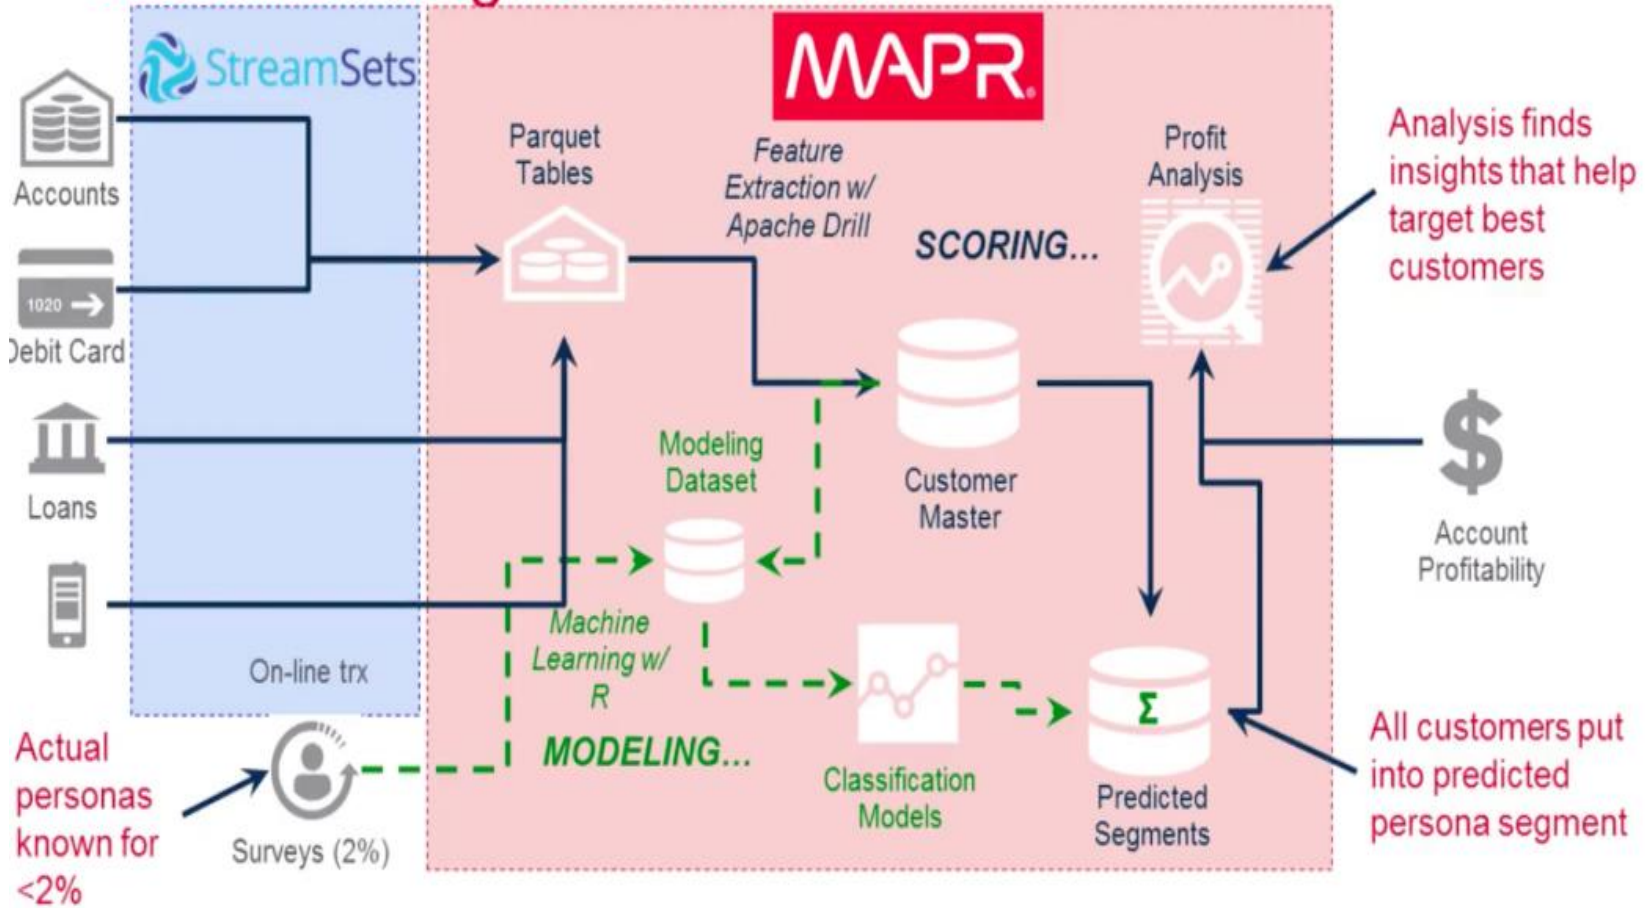 StreamSets
MAPR®
Accounts
1020
Debit Card
Loans
On-line trx
Actual
personas
known for
<2%
Surveys (2%)
Parquet
Tables
Feature
Extraction w/
Apache Drill
SCORING...
Profit
Analysis
Analysis finds
insights that help
target best
customers
Modeling
Dataset
Customer
Master
Account
Profitability
Machine
Learning w/
R
MODELING...
Classification
Models
Σ
Predicted
Segments
All customers put
into predicted
persona segment